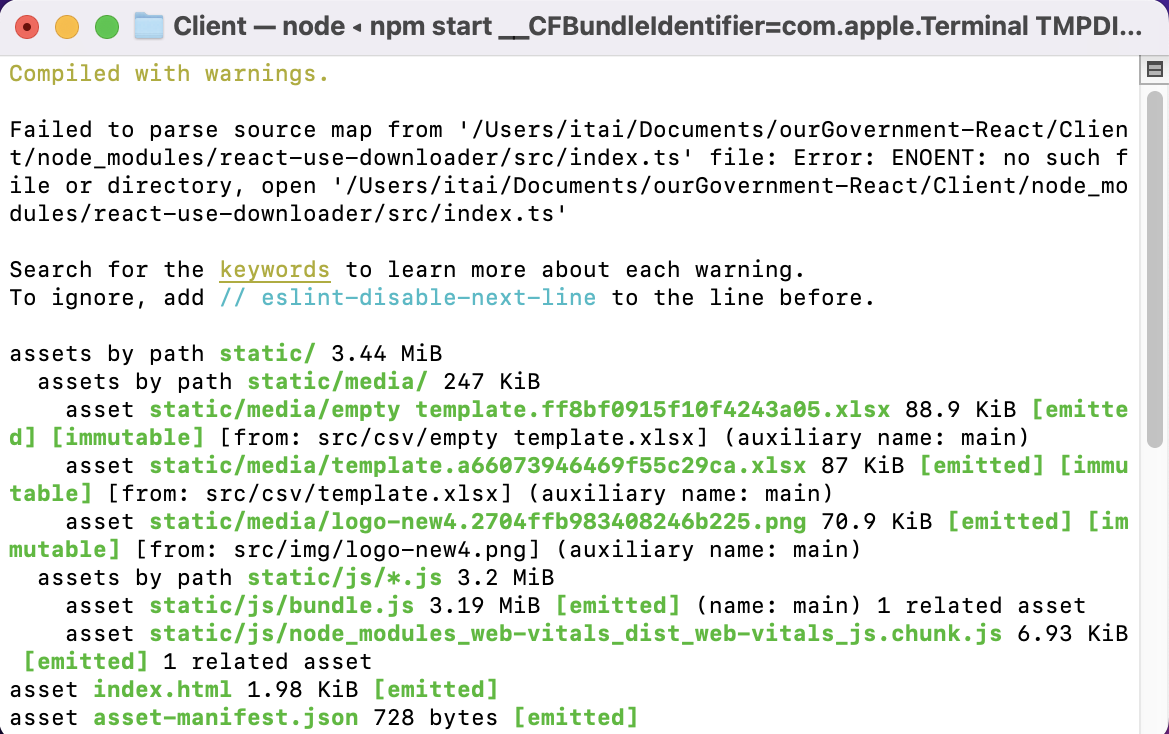 Client — node ◂ npm start __CFBundleIdentifier=com.apple.Terminal TMPDI...
Compiled with warnings.
Failed to parse source map from '/Users/itai/Documents/ourGovernment-React/Clien
t/node_modules/react-use-downloader/src/index.ts' file: Error: ENOENT: no such f
ile or directory, open '/Users/itai/Documents/ourGovernment-React/Client/node_mo
dules/react-use-downloader/src/index.ts'
Search for the keywords to learn more about each warning.
To ignore, add // eslint-disable-next-line to the line before.
assets by path static/ 3.44 MiB
  assets by path static/media/ 247 KiB
    asset static/media/empty template.ff8bf0915f10f4243a05.xlsx 88.9 KiB [emitte
d] [immutable] [from: src/csv/empty template.xlsx] (auxiliary name: main)
    asset static/media/template.a66073946469f55c29ca.xlsx 87 KiB [emitted] [immu
table] [from: src/csv/template.xlsx] (auxiliary name: main)
    asset static/media/logo-new4.2704ffb983408246b225.png 70.9 KiB [emitted] [im
mutable] [from: src/img/logo-new4.png] (auxiliary name: main)
  assets by path static/js/*.js 3.2 MiB
    asset static/js/bundle.js 3.19 MiB [emitted] (name: main) 1 related asset
    asset static/js/node_modules_web-vitals_dist_web-vitals_js.chunk.js 6.93 KiB
 [emitted] 1 related asset
asset index.html 1.98 KiB [emitted]
asset asset-manifest.json 728 bytes [emitted]